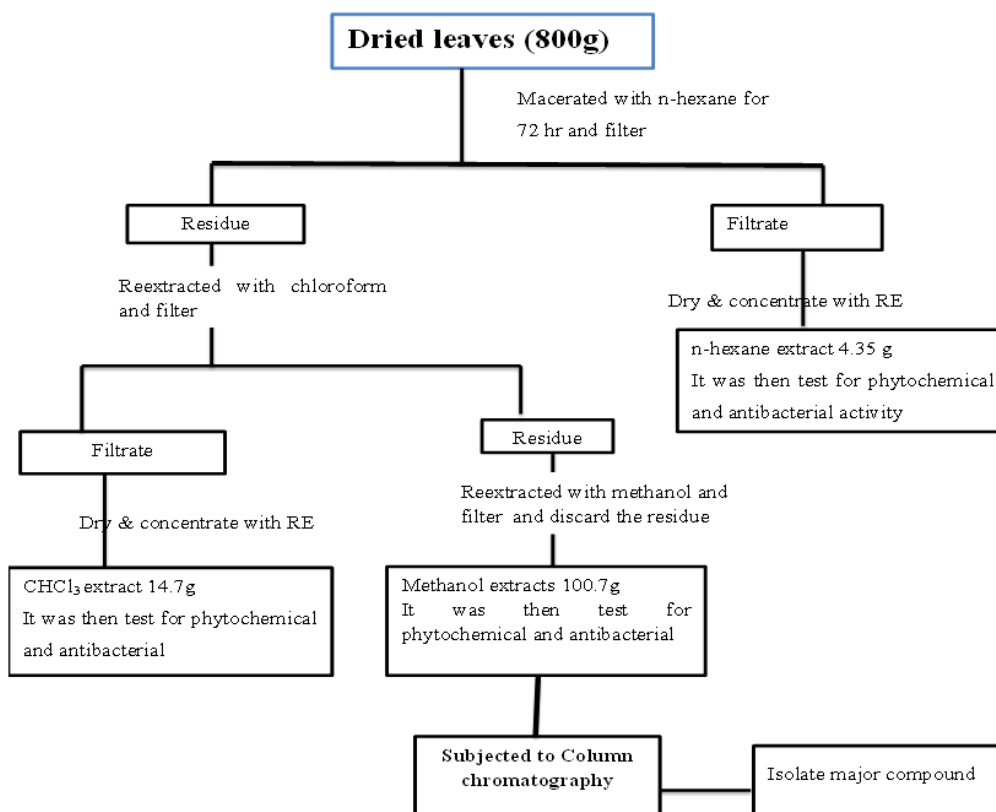 Dried leaves (800g)
Macerated with n-hexane for
72 hr and filter
Residue
Filtrate
Reextracted with chloroform
and filter
Dry & concentrate with RE
n-hexane extract 4.35 g
It was then test for phytochemical
and antibacterial activity
Filtrate
Residue
Dry & concentrate with RE
Reextracted with methanol and
filter and discard the residue
CHCl₃ extract 14.7g
It was then test for phytochemical
and antibacterial
Methanol extracts 100.7g
It was then test for
phytochemical and antibacterial
Subjected to Column
chromatography
Isolate major compound